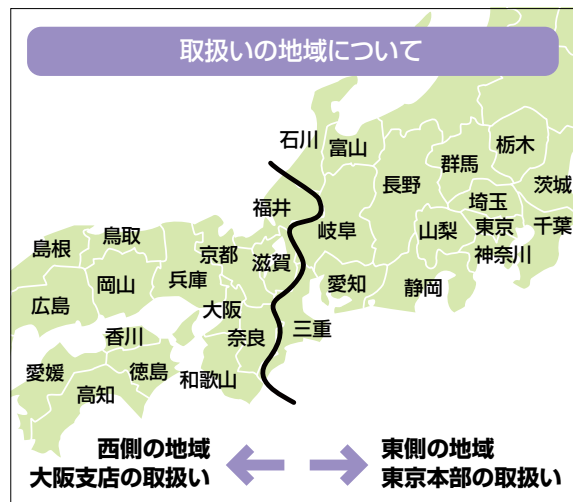 取扱いの地域について
石川
富山
栃木
群馬
長野
茨城
埼玉
福井
岐阜
山梨
東京
千葉
神奈川
島根
鳥取
京都
滋賀
兵庫
岡山
愛知
静岡
広島
大阪
奈良
三重
香川
愛媛
徳島
和歌山
高知
西側の地域
大阪支店の取扱い
東側の地域
東京本部の取扱い